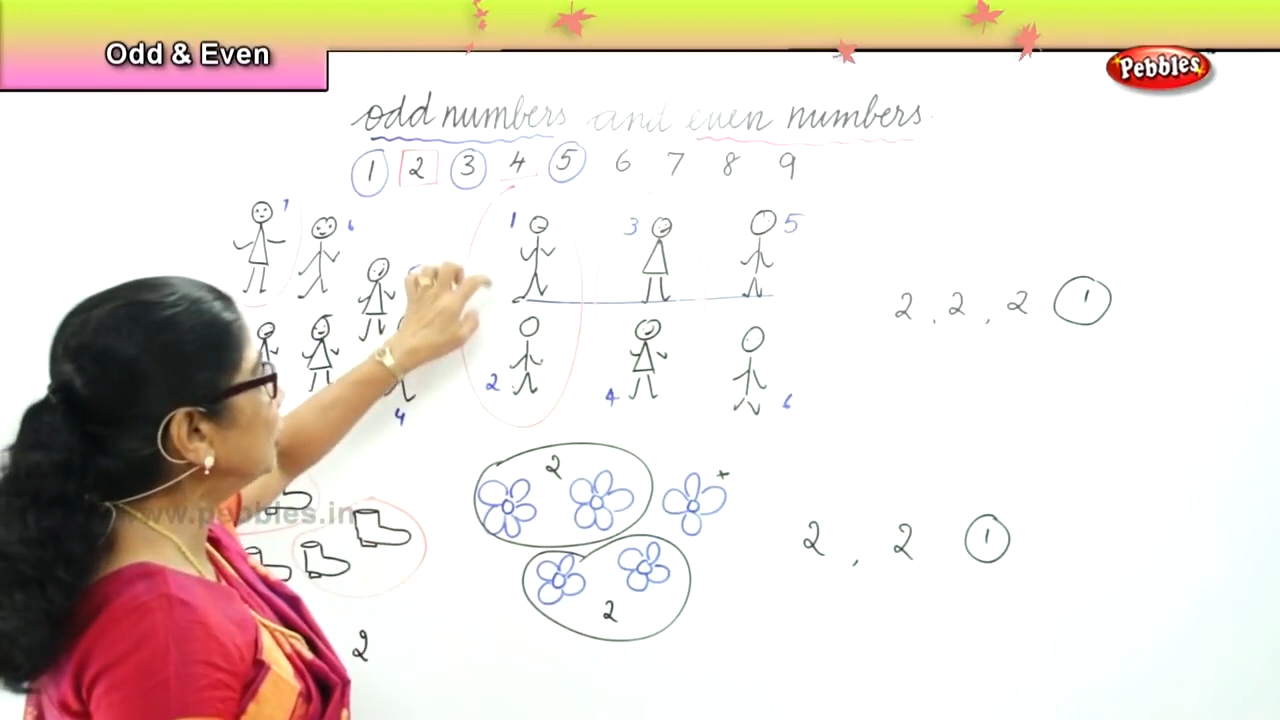 Odd & Even
Pebbles
odd numbers and even numbers
1 2 3 4 5 6 7 8 9
7 6 1 3 5
2 4 6
4
2, 2, 2 1
2
2, 2 1
2
2
www.pebbles.in